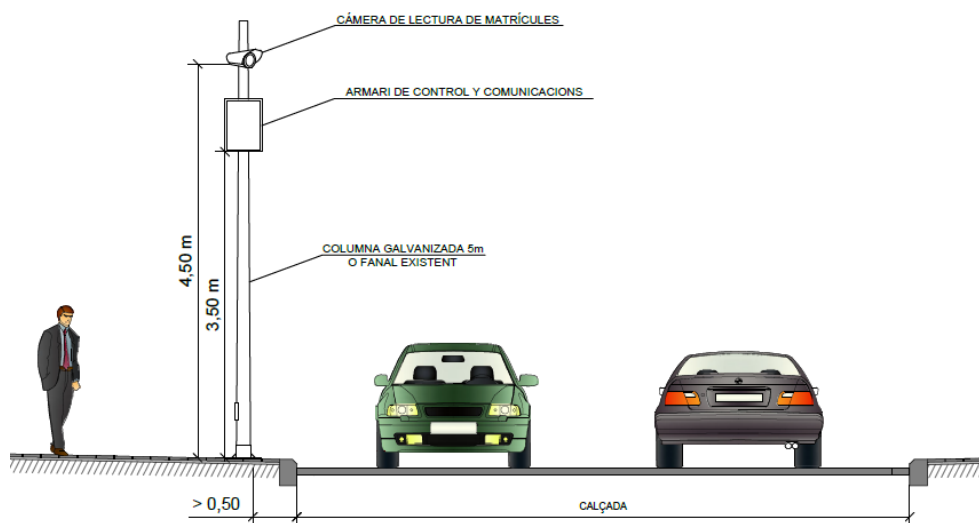 CÁMERA DE LECTURA DE MATRÍCULES
ARMARI DE CONTROL Y COMUNICACIONS
4,50 m
3,50 m
COLUMNA GALVANIZADA 5m
O FANAL EXISTENT
> 0,50
CALÇADA